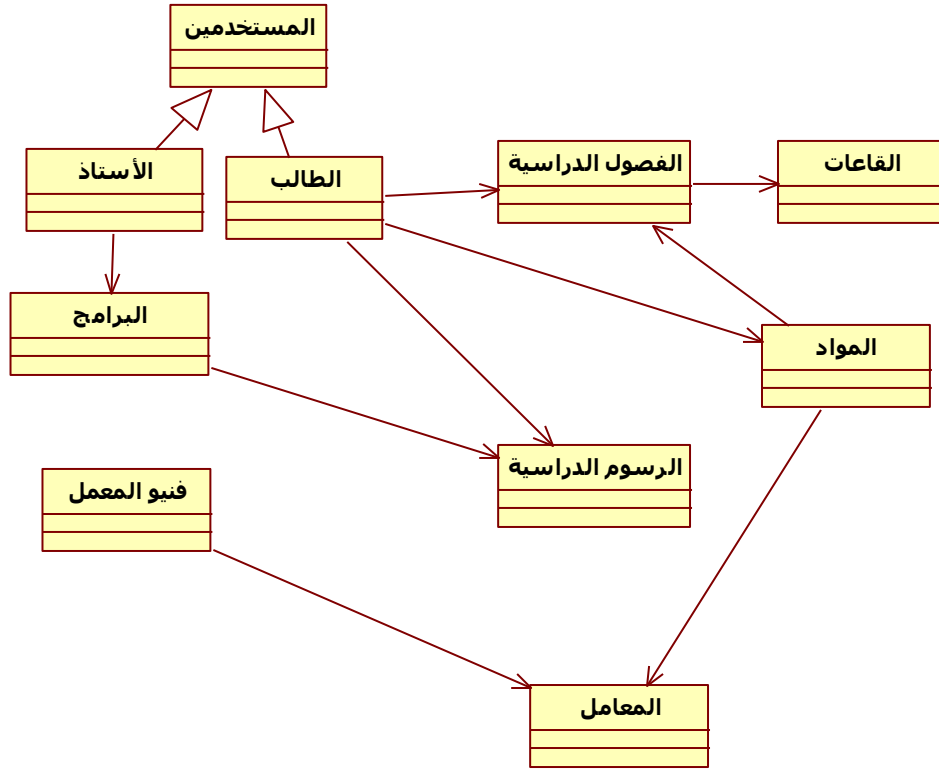 المستخدمين
الأستاذ
الطالب
الفصول الدراسية
القاعات
البرامج
المواد
الرسوم الدراسية
فنيو المعمل
المعامل